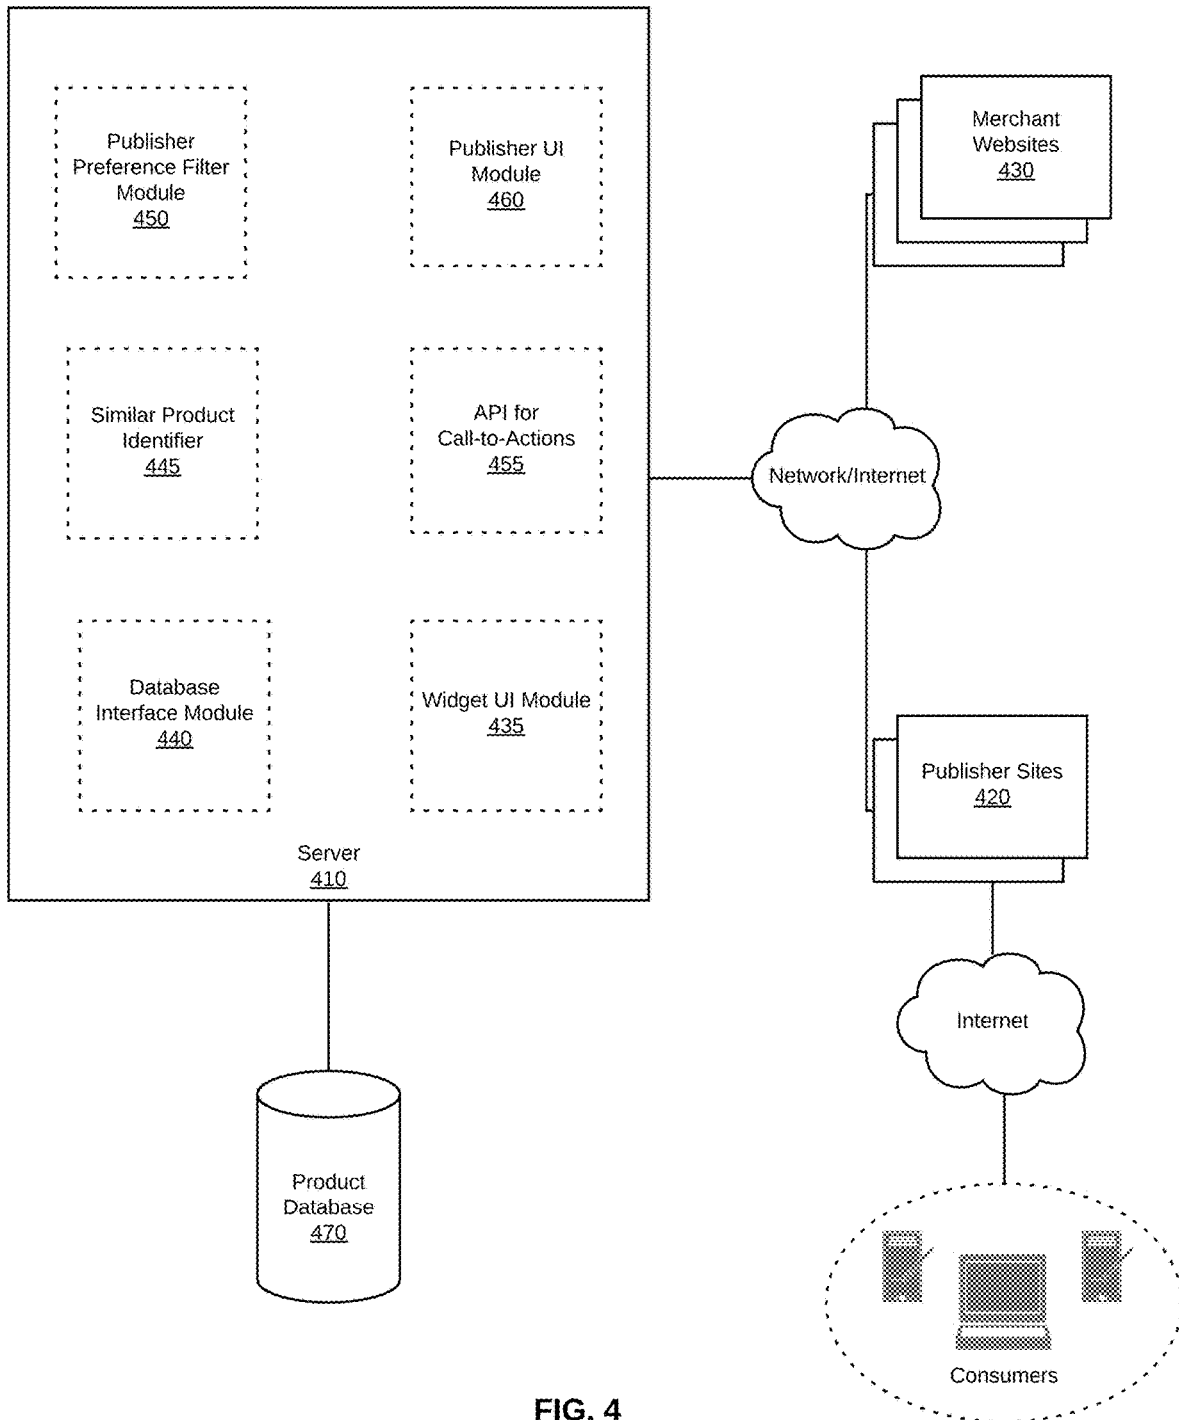 Publisher
Preference Filter
Module
450
Publisher UI
Module
460
Similar Product
Identifier
445
API for
Call-to-Actions
455
Database
Interface Module
440
Widget UI Module
435
Server
410
Product
Database
470
Merchant
Websites
430
Network/Internet
Publisher Sites
420
Internet
Consumers
FIG. 4